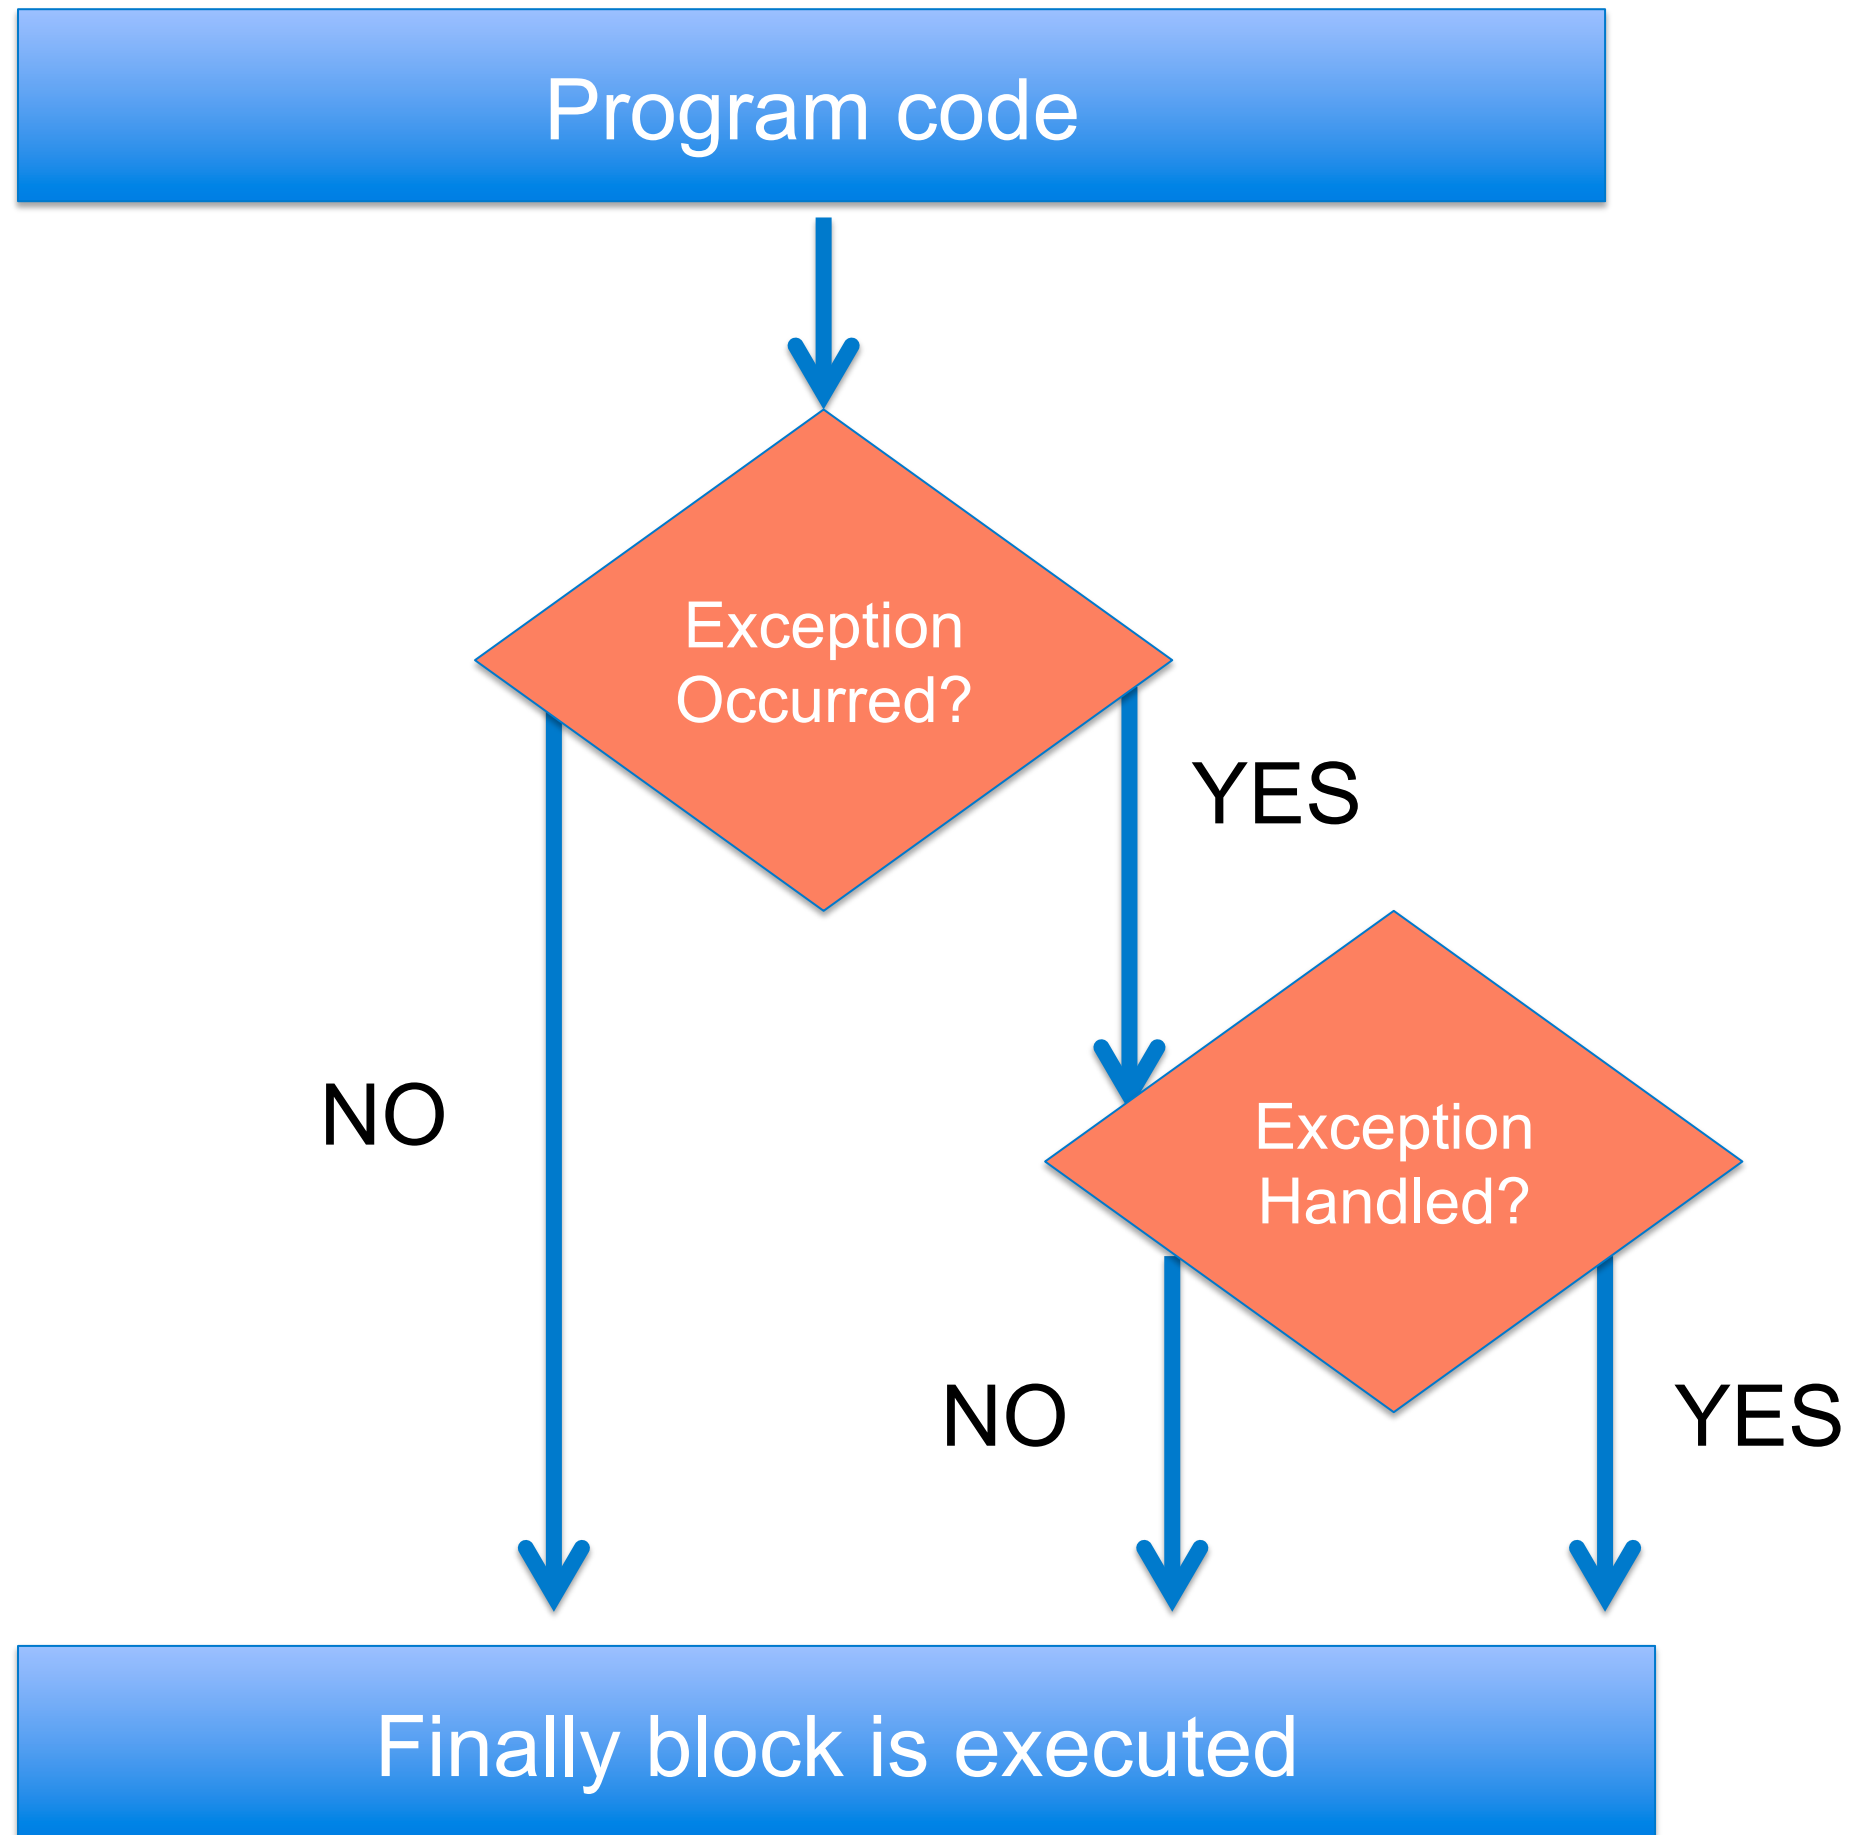 Program code
Exception
Occurred?
YES
NO
Exception
Handled?
NO
YES
Finally block is executed